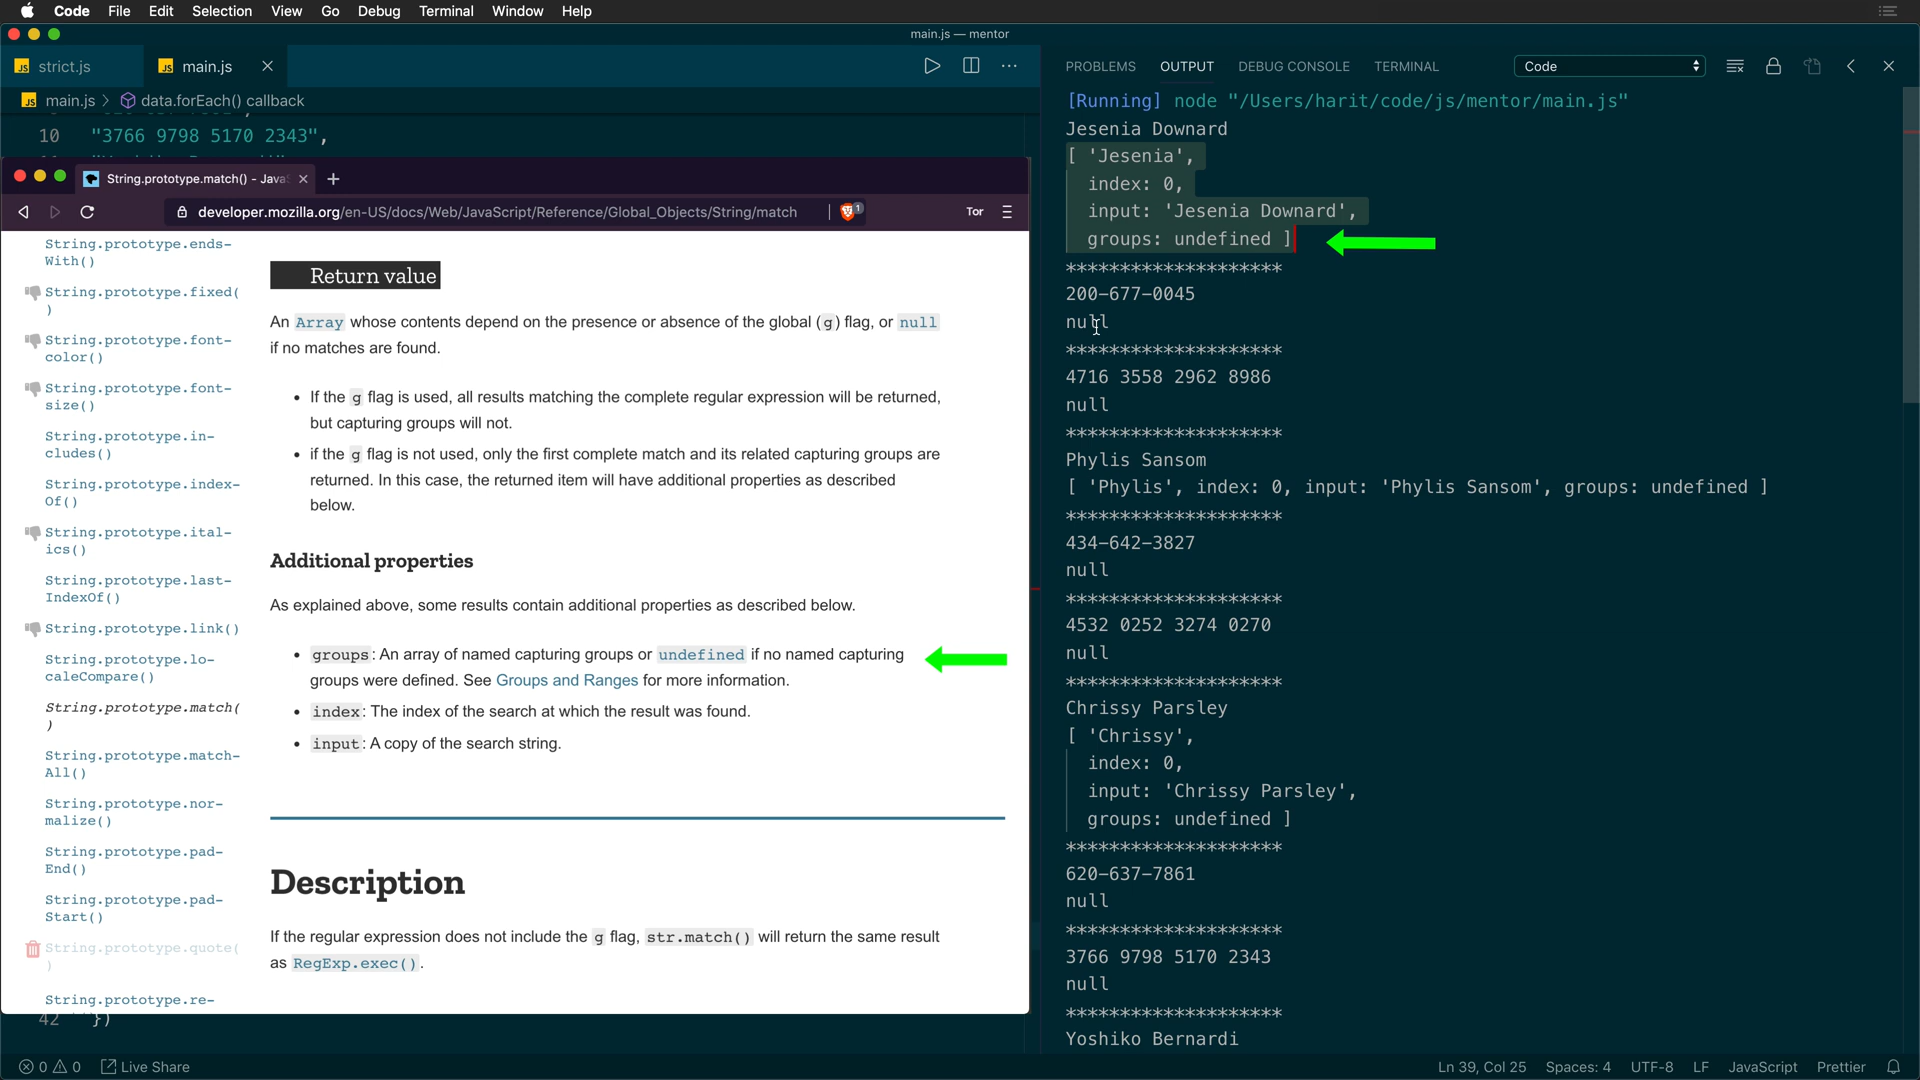 Code File Edit Selection View Go Debug Terminal Window Help
main.js — mentor
JS strict.js JS main.js
JS main.js > data.forEach() callback
10 "3766 9798 5170 2343",
String.prototype.match() - Java
developer.mozilla.org/en-US/docs/Web/JavaScript/Reference/Global_Objects/String/match 1 Tor
String.prototype.ends-
With()
String.prototype.fixed(
)
String.prototype.font-
color()
String.prototype.font-
size()
String.prototype.in-
cludes()
String.prototype.index-
Of()
String.prototype.ital-
ics()
String.prototype.last-
IndexOf()
String.prototype.link()
String.prototype.lo-
caleCompare()
String.prototype.match(
)
String.prototype.match-
All()
String.prototype.nor-
malize()
String.prototype.pad-
End()
String.prototype.pad-
Start()
String.prototype.quote(
)
String.prototype.re-
Return value
An Array whose contents depend on the presence or absence of the global (g) flag, or null
if no matches are found.
• If the g flag is used, all results matching the complete regular expression will be returned,
but capturing groups will not.
• if the g flag is not used, only the first complete match and its related capturing groups are
returned. In this case, the returned item will have additional properties as described
below.
Additional properties
As explained above, some results contain additional properties as described below.
• groups: An array of named capturing groups or undefined if no named capturing
groups were defined. See Groups and Ranges for more information.
• index: The index of the search at which the result was found.
• input: A copy of the search string.
Description
If the regular expression does not include the g flag, str.match() will return the same result
as RegExp.exec().
42 })
PROBLEMS OUTPUT DEBUG CONSOLE TERMINAL Code
[Running] node "/Users/harit/code/js/mentor/main.js"
Jesenia Downard
[ 'Jesenia',
index: 0,
input: 'Jesenia Downard',
groups: undefined ]
********************
200-677-0045
null
********************
4716 3558 2962 8986
null
********************
Phylis Sansom
[ 'Phylis', index: 0, input: 'Phylis Sansom', groups: undefined ]
********************
434-642-3827
null
********************
4532 0252 3274 0270
null
********************
Chrissy Parsley
[ 'Chrissy',
index: 0,
input: 'Chrissy Parsley',
groups: undefined ]
********************
620-637-7861
null
********************
3766 9798 5170 2343
null
********************
Yoshiko Bernardi
0 0 Live Share
Ln 39, Col 25 Spaces: 4 UTF-8 LF JavaScript Prettier